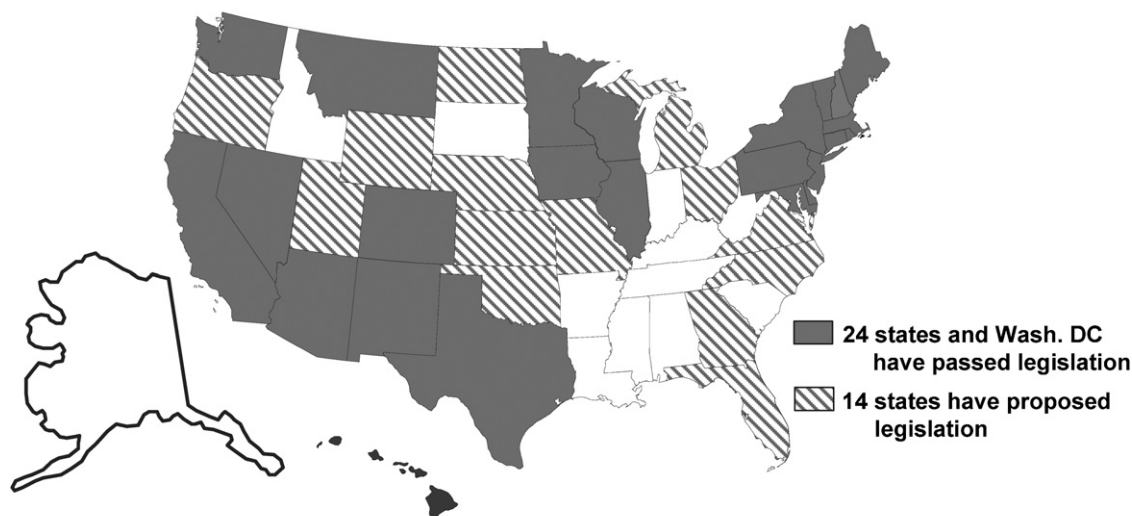 24 states and Wash. DC
have passed legislation
14 states have proposed
legislation